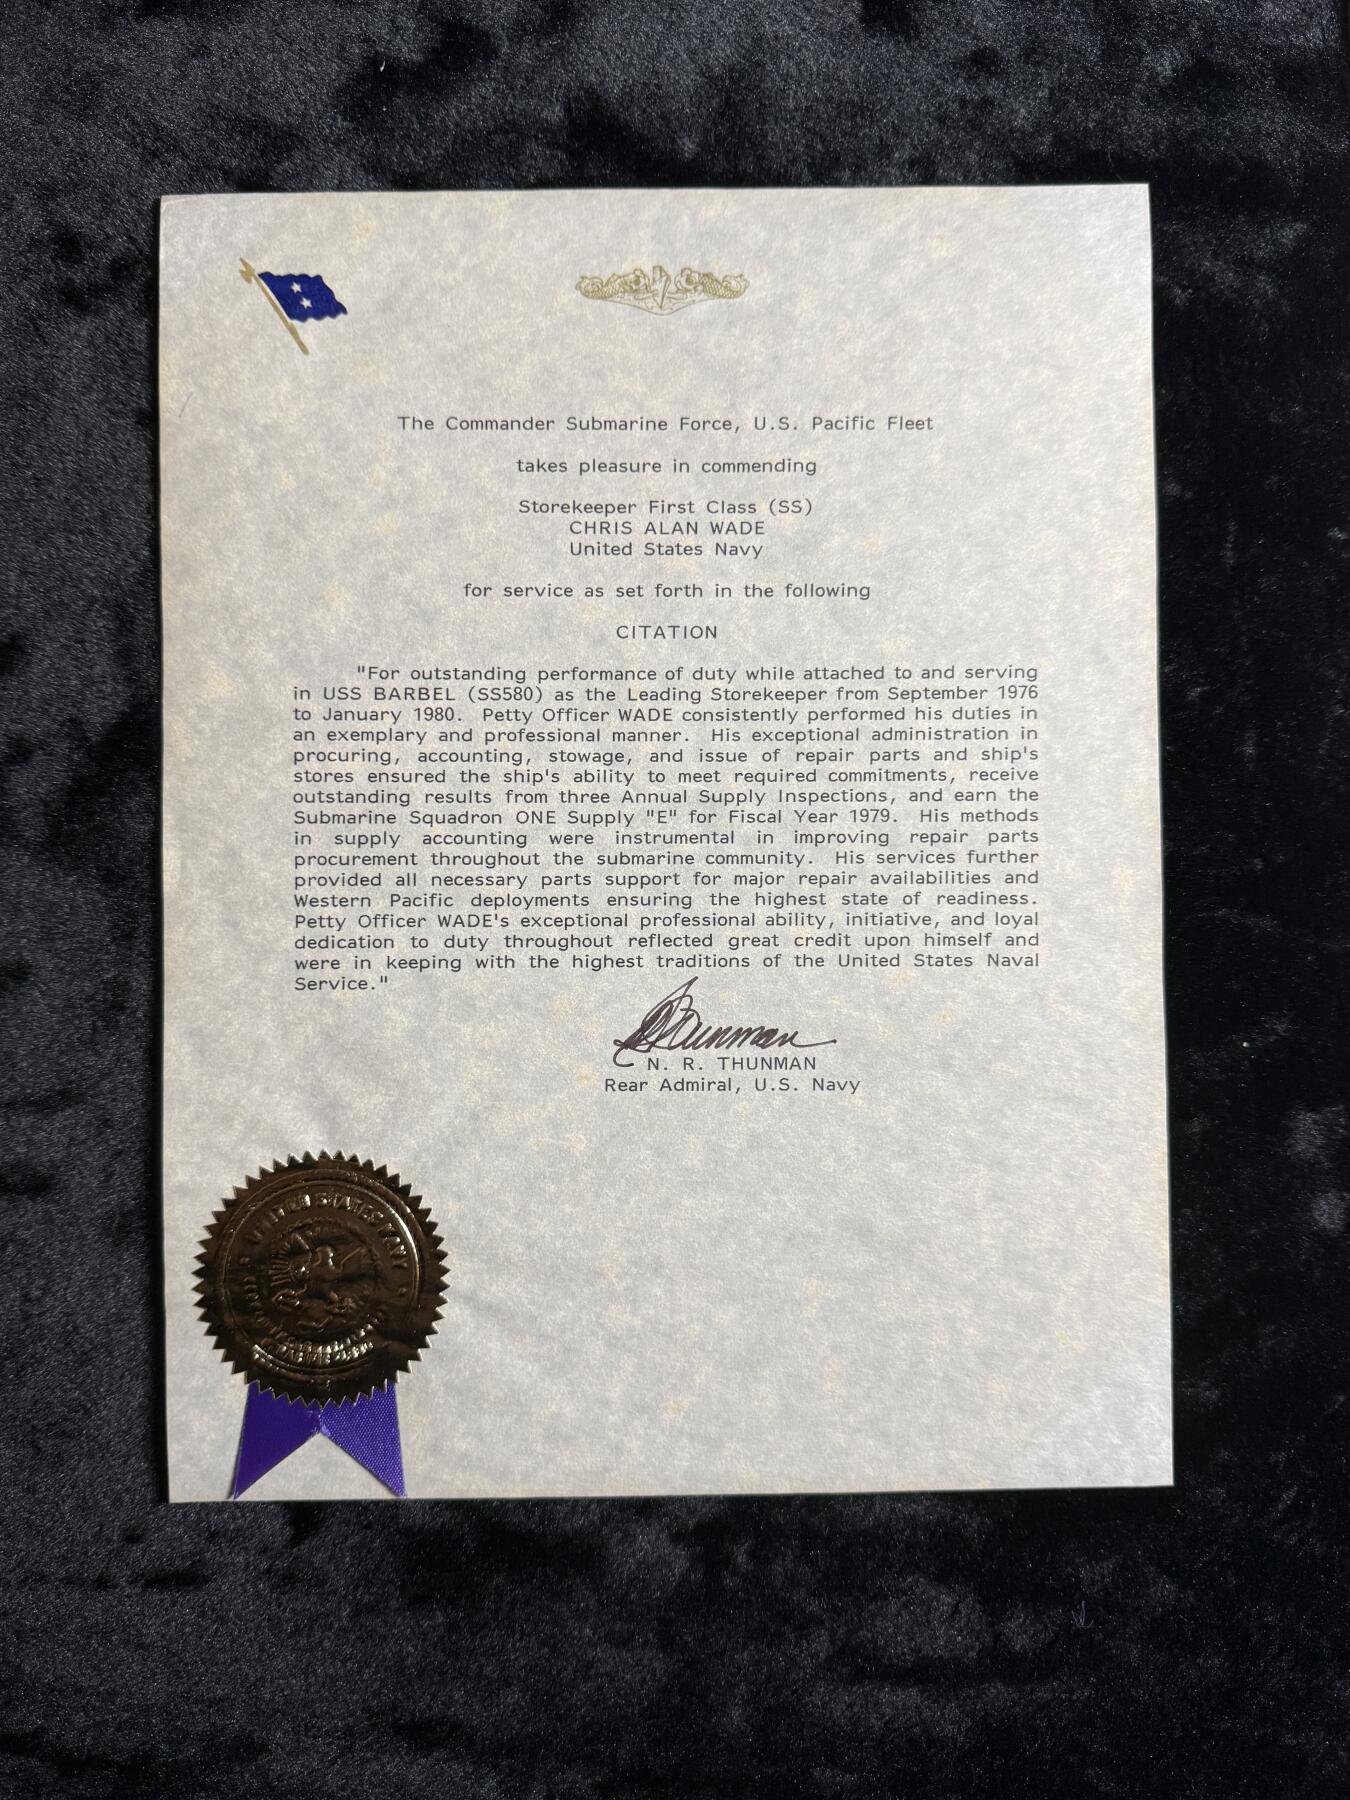 The Commander Submarine Force, U.S. Pacific Fleet
takes pleasure in commending
Storekeeper First Class (SS)
CHRIS ALAN WADE
United States Navy
for service as set forth in the following
CITATION
"For outstanding performance of duty while attached to and serving
in USS BARBEL (SS580) as the Leading Storekeeper from September 1976
to January 1980. Petty Officer WADE consistently performed his duties in
an exemplary and professional manner. His exceptional administration in
procuring, accounting, stowage, and issue of repair parts and ship's
stores ensured the ship's ability to meet required commitments, receive
outstanding results from three Annual Supply Inspections, and earn the
Submarine Squadron ONE Supply "E" for Fiscal Year 1979. His methods
in supply accounting were instrumental in improving repair parts
procurement throughout the submarine community. His services further
provided all necessary parts support for major repair availabilities and
Western Pacific deployments ensuring the highest state of readiness.
Petty Officer WADE's exceptional professional ability, initiative, and loyal
dedication to duty throughout reflected great credit upon himself and
were in keeping with the highest traditions of the United States Naval
Service."
Thunman
N. R. THUNMAN
Rear Admiral, U.S. Navy
UNITED STATES NAVY